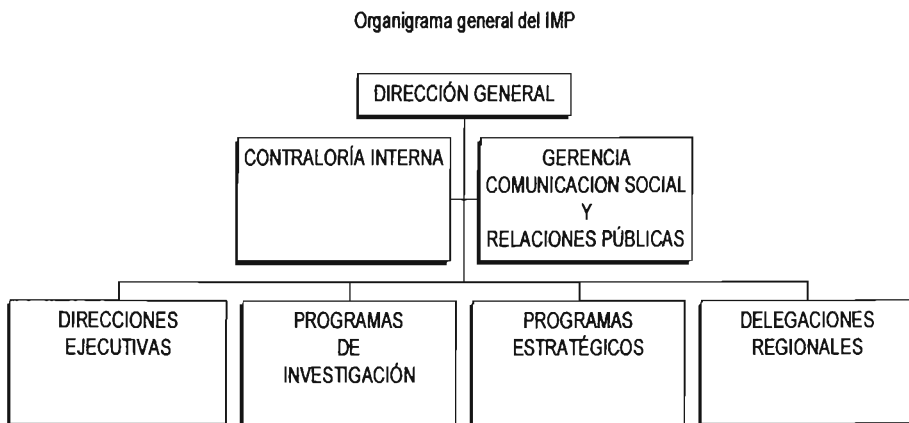 Organigrama general del IMP
DIRECCIÓN GENERAL
CONTRALORÍA INTERNA
GERENCIA
COMUNICACION SOCIAL
Y
RELACIONES PÚBLICAS
DIRECCIONES
EJECUTIVAS
PROGRAMAS
DE
INVESTIGACIÓN
PROGRAMAS
ESTRATÉGICOS
DELEGACIONES
REGIONALES